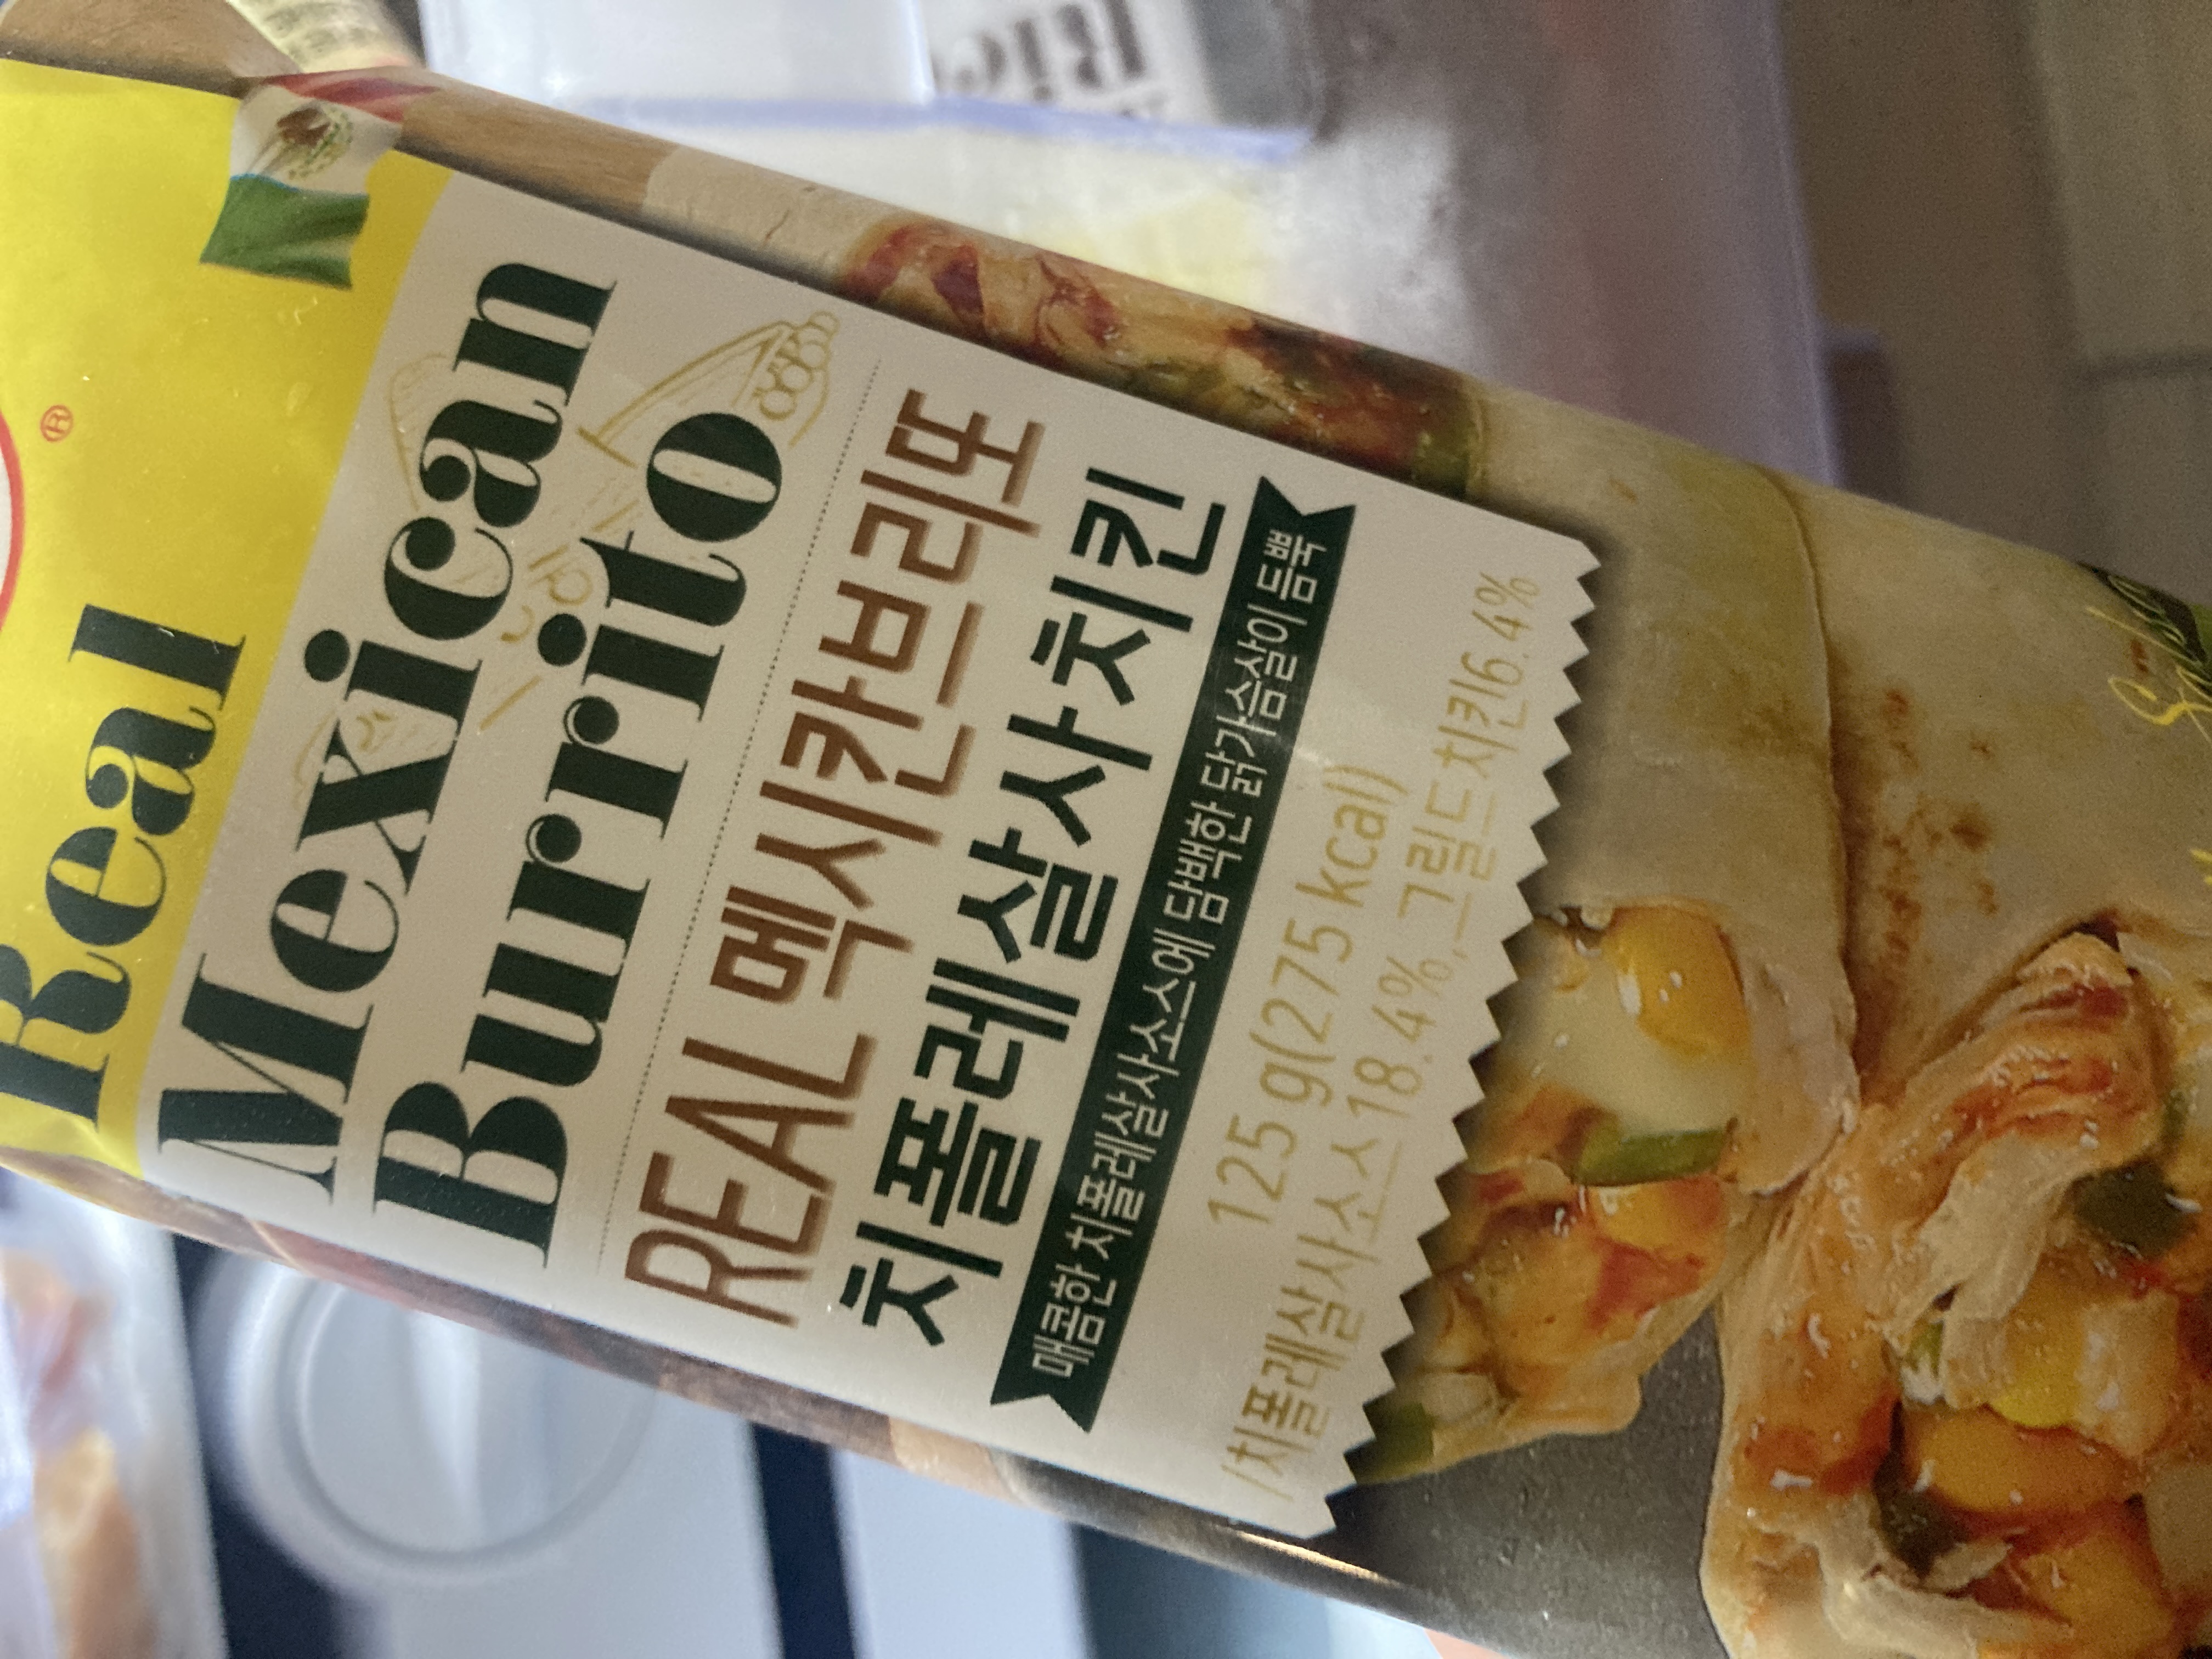 Real
Mexican
Burrito
REAL 멕시칸브리또
치폴레살사치킨
매콤한 치폴레살사소스에 담백한 닭가슴살이 듬뿍
125 g(275 kcal)
/치폴레살사소스 18.4%, 그릴드치킨16.4%
®